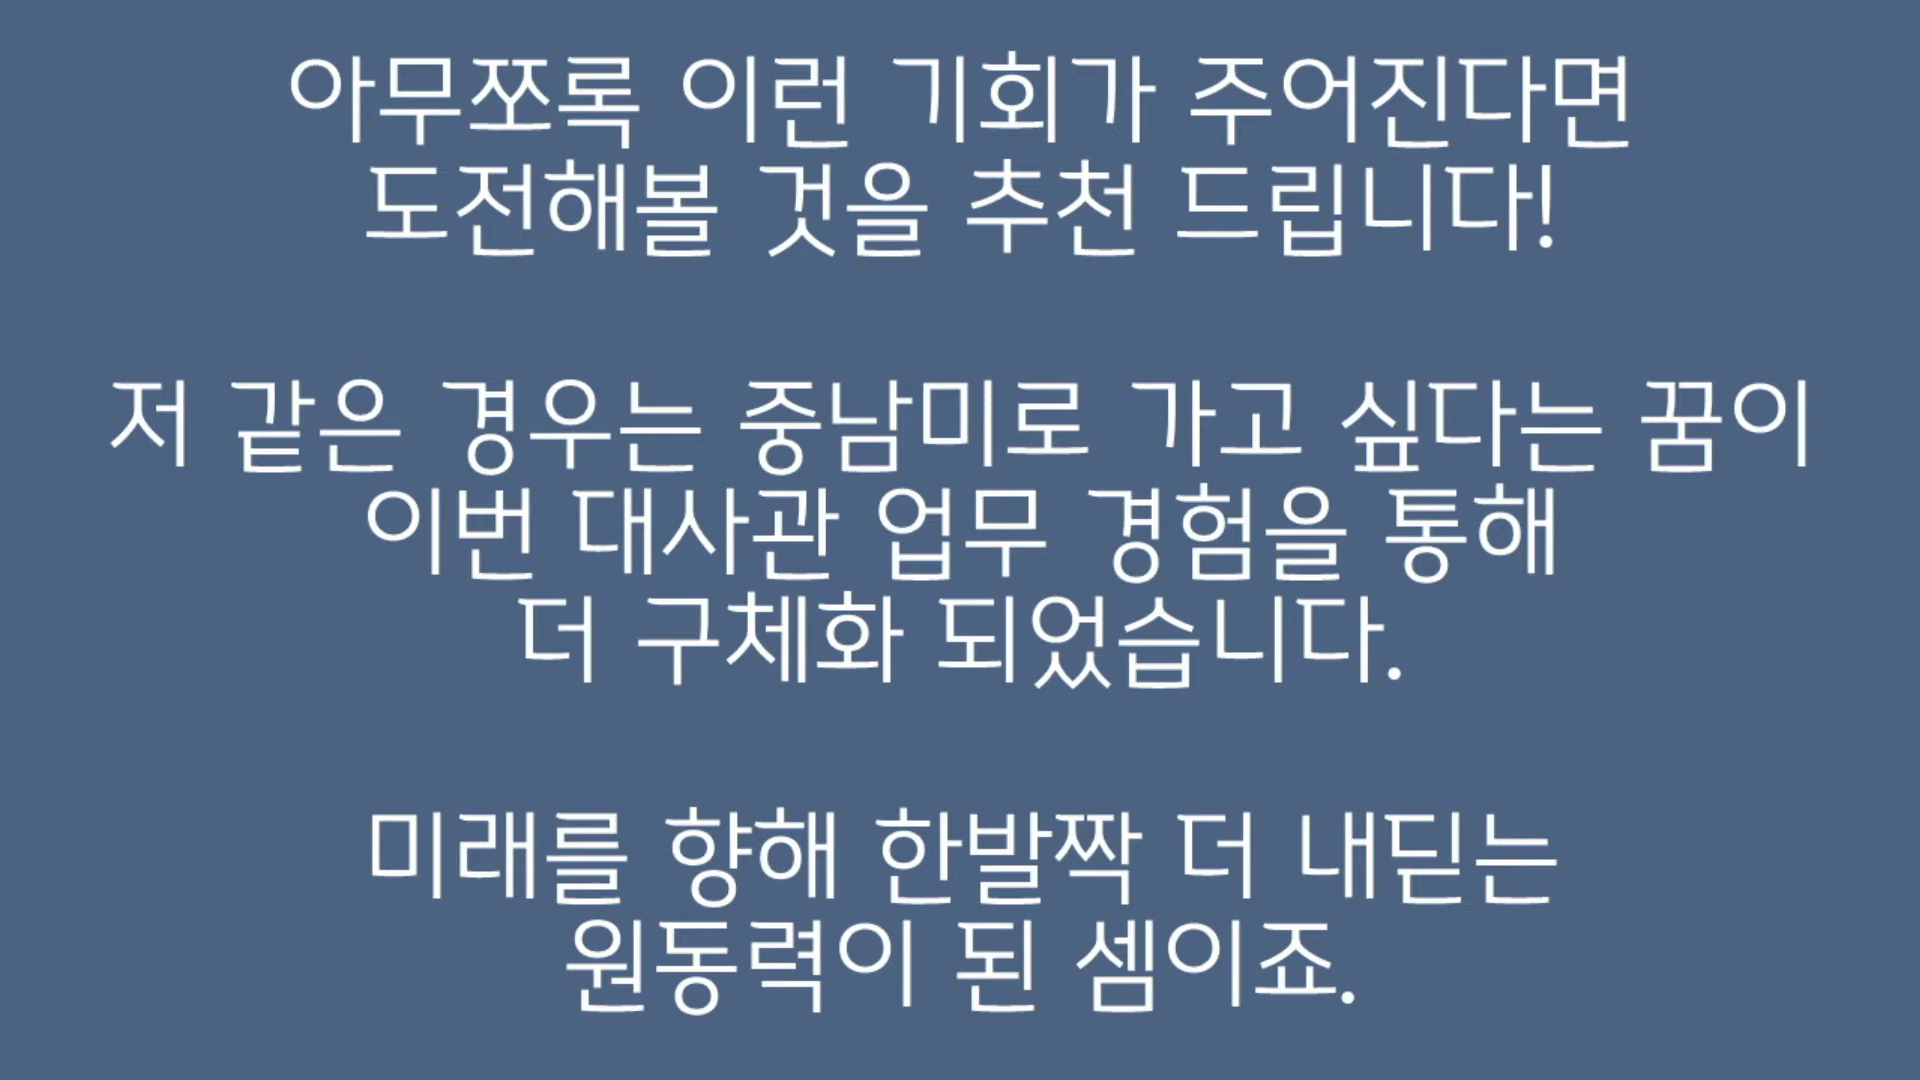 아무쪼록 이런 기회가 주어진다면
도전해볼 것을 추천 드립니다!
저 같은 경우는 중남미로 가고 싶다는 꿈이
이번 대사관 업무 경험을 통해
더 구체화 되었습니다.
미래를 향해 한발짝 더 내딛는
원동력이 된 셈이죠.